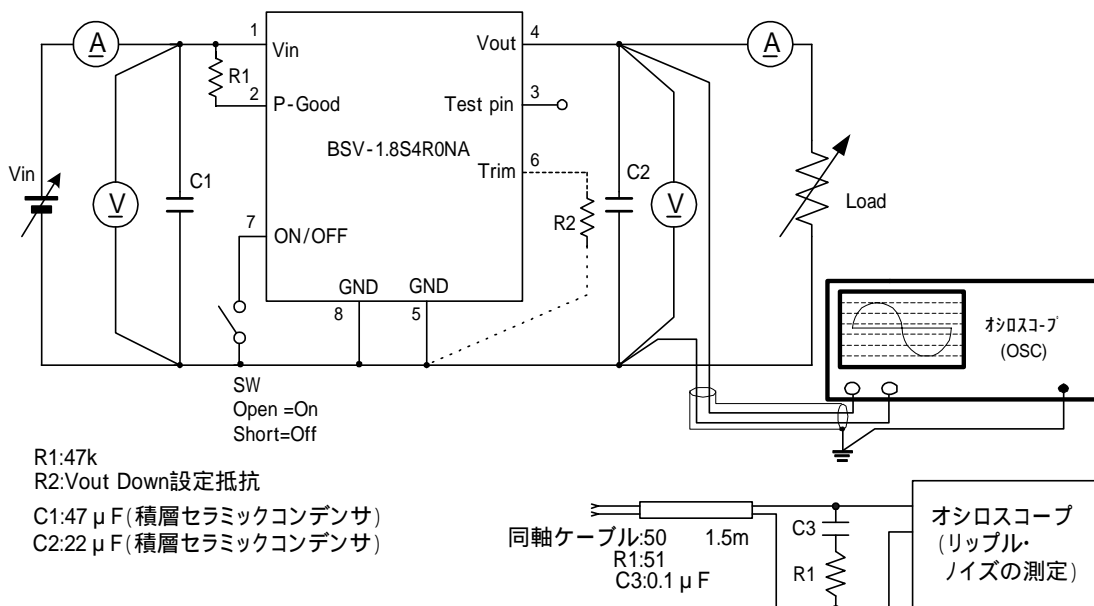 A
1
Vin
R1
2
P-Good
Vout
4
3
Test pin
BSV-1.8S4R0NA
6
Trim
A
Vin
V
C1
7
ON/OFF
R2
C2
V
Load
GND
8
GND
5
SW
Open =On
Short=Off
オシロスコープ
(OSC)
R1:47k
R2:Vout Down設定抵抗
C1:47 μ F(積層セラミックコンデンサ)
C2:22 μ F(積層セラミックコンデンサ)
同軸ケーブル:50 1.5m
R1:51
C3:0.1 μ F
C3
R1
オシロスコープ
(リップル・
ノイズの測定)